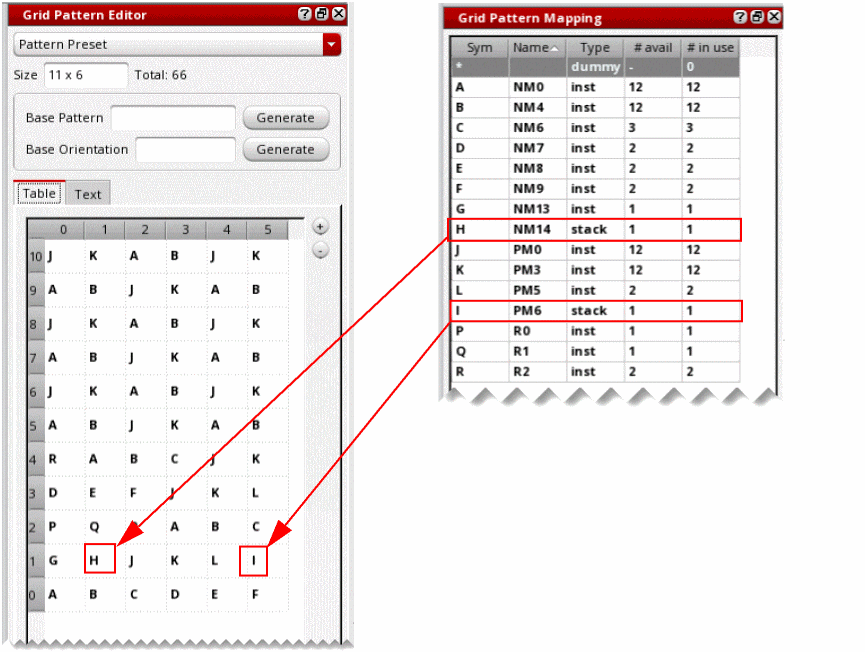 Grid Pattern Editor
Pattern Preset
Size 11 x 6 Total: 66
Base Pattern Generate
Base Orientation Generate
Table Text
0 1 2 3 4 5
10 J K A B J K
9 A B J K A B
8 J K A B J K
7 A B J K A B
6 J K A B J K
5 A B J K A B
4 R A B C J K
3 D E F J K L
2 P Q A B C
1 G H J K L I
0 A B C D E F
+
-
Grid Pattern Mapping
Sym Name Type # avail # in use
* dummy - 0
A NM0 inst 12 12
B NM4 inst 12 12
C NM6 inst 3 3
D NM7 inst 2 2
E NM8 inst 2 2
F NM9 inst 2 2
G NM13 inst 1 1
H NM14 stack 1 1
J PM0 inst 12 12
K PM3 inst 12 12
L PM5 inst 2 2
I PM6 stack 1 1
P R0 inst 1 1
Q R1 inst 1 1
R R2 inst 2 2